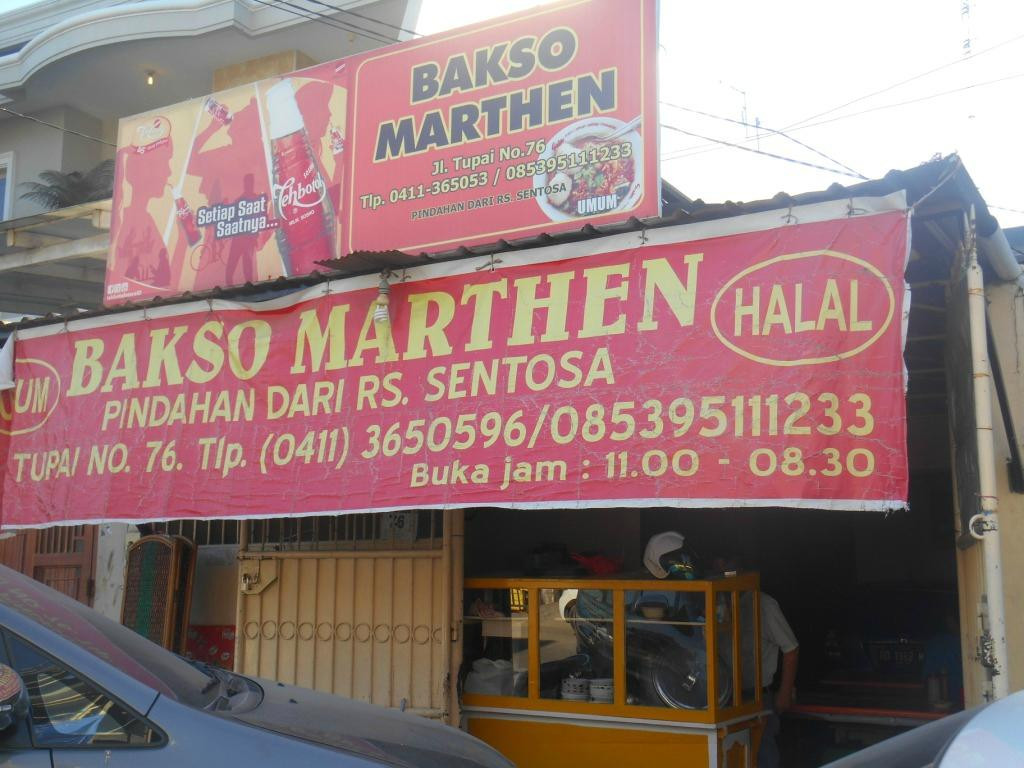 BAKSO
MARTHEN
Jl. Tupai No.76
Tlp. 0411-365053 / 085395111233
PINDAHAN DARI RS. SENTOSA
UMUM
Tehbotol
Setiap Saat
Saatnya...
UM
BAKSO MARTHEN
HALAL
PINDAHAN DARI RS. SENTOSA
TUPAI NO. 76. Tlp. (0411) 3650596/085395111233
Buka jam : 11.00 - 08.30